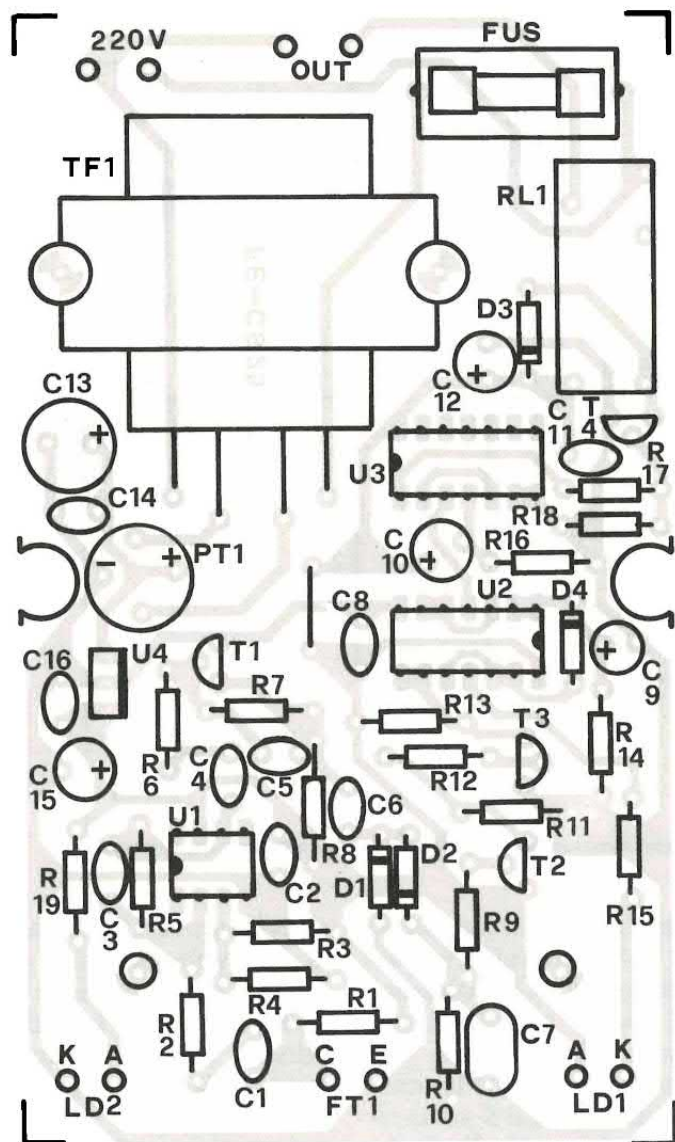 220V
OUT
FUS
TF1
RL1
D3
C
12
+
C13
+
C
11
T
4
C14
U3
R
17
R18
- + PT1
C
10
+
R16
C8
U2
D4
C16
U4
T1
C
9
+
R7
R13
T3
R
14
C
15
+
R
6
C
4
C5
R12
C6
U1
R8
R11
D2
D1
T2
R
19
C
3
R5
C2
R9
R15
R3
R4
R
2
R1
C7
C1
R
10
K A
LD2
C E
FT1
A K
LD1